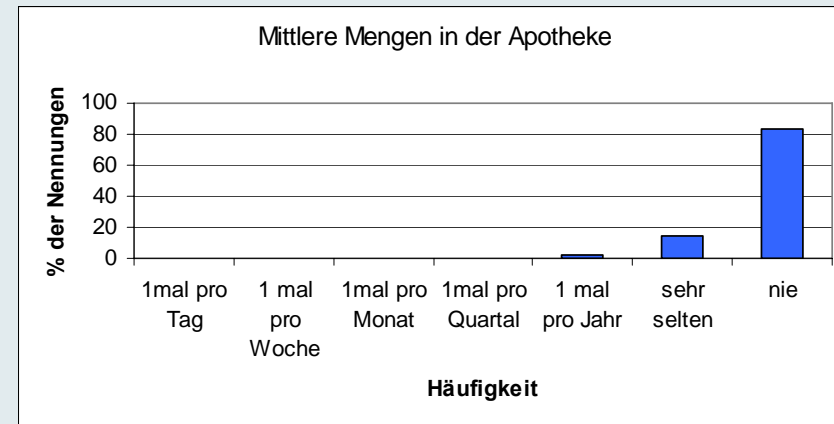 Mittlere Mengen in der Apotheke
% der Nennungen
100
80
60
40
20
0
1mal pro
Tag
1 mal
pro
Woche
1mal pro
Monat
1mal pro
Quartal
1 mal
pro Jahr
sehr
selten
nie
Häufigkeit